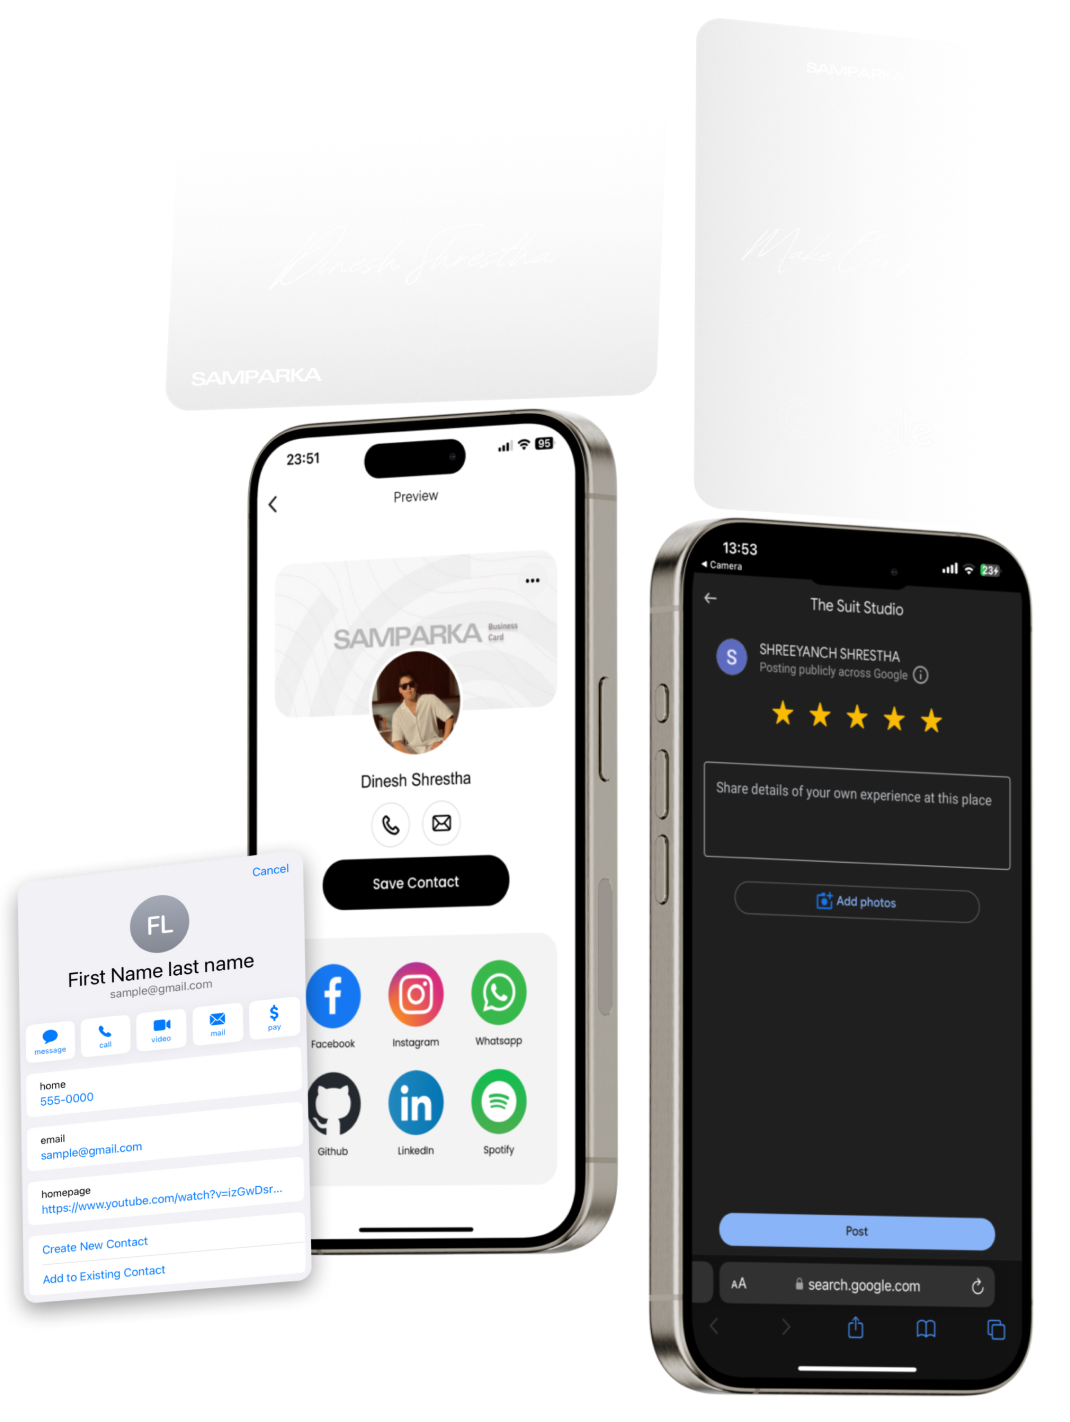 SAMPARKA
Dinesh Shrestha
SAMPARKA
23:51
95
Preview
SAMPARKA Business Card
Dinesh Shrestha
Save Contact
Facebook
Instagram
Whatsapp
Github
LinkedIn
Spotify
Cancel
FL
First Name last name
sample@gmail.com
message
call
video
mail
pay
home
555-0000
email
sample@gmail.com
homepage
https://www.youtube.com/watch?v=izGwDsr...
Create New Contact
Add to Existing Contact
13:53
Camera
23
The Suit Studio
S
SHREEYANCH SHRESTHA
Posting publicly across Google
Share details of your own experience at this place
Add photos
Post
AA
search.google.com